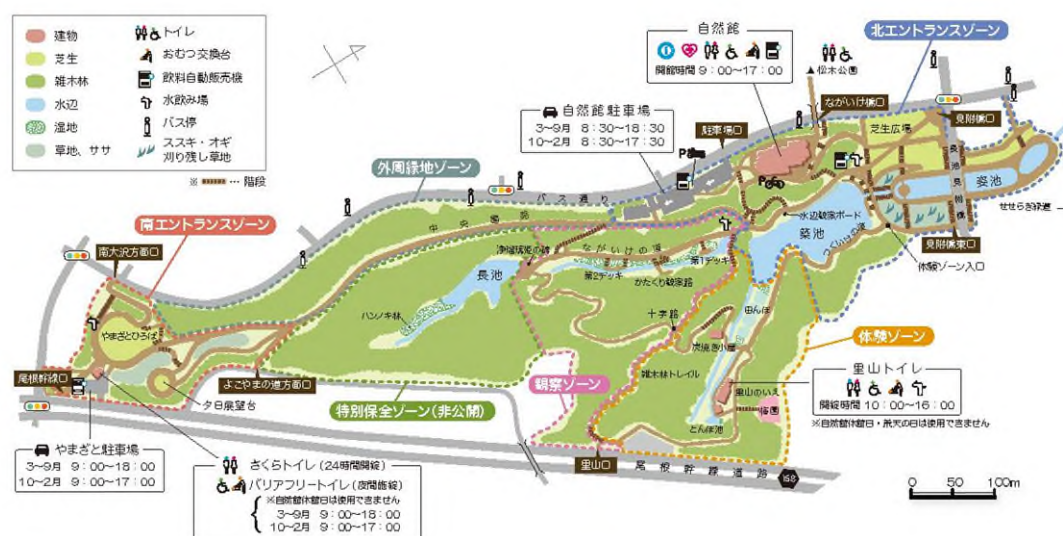 建物
芝生
雑木林
水辺
湿地
草地、ササ
トイレ
おむつ交換台
飲料自動販売機
水飲み場
バス停
ススキ・オギ
刈り残し草地
※ … 階段
自然館
開館時間 9:00~17:00
自然館駐車場
3~9月 8:30~18:30
10~2月 8:30~17:30
北エントランスゾーン
松木公園
ながいけ橋口
見附橋口
駐車場口
芝生広場
長池見附橋
姿池
せせらぎ緑道
見附橋東口
体験ゾーン入口
水辺散策ボード
築池
つくいけの道
外周緑地ゾーン
バス通り
中央園路
浄瑠璃姫の碑
ながいけの道
第1デッキ
第2デッキ
かたくり散策路
長池
ハンノキ林
十字路
田んぼ
炭焼き小屋
雑木林トレイル
里山のいえ
とんぼ池
体験ゾーン
里山トイレ
開錠時間 10:00~16:00
※自然館休館日・荒天の日は使用できません
観察ゾーン
特別保全ゾーン(非公開)
里山口
尾根幹線道路
158
0 50 100m
南エントランスゾーン
南大沢方面口
やまざとひろば
尾根幹線口
夕日展望台
よこやまの道方面口
やまざと駐車場
3~9月 9:00~18:00
10~2月 9:00~17:00
さくらトイレ(24時間開錠)
バリアフリートイレ(夜間施錠)
※自然館休館日は使用できません
3~9月 9:00~18:00
10~2月 9:00~17:00